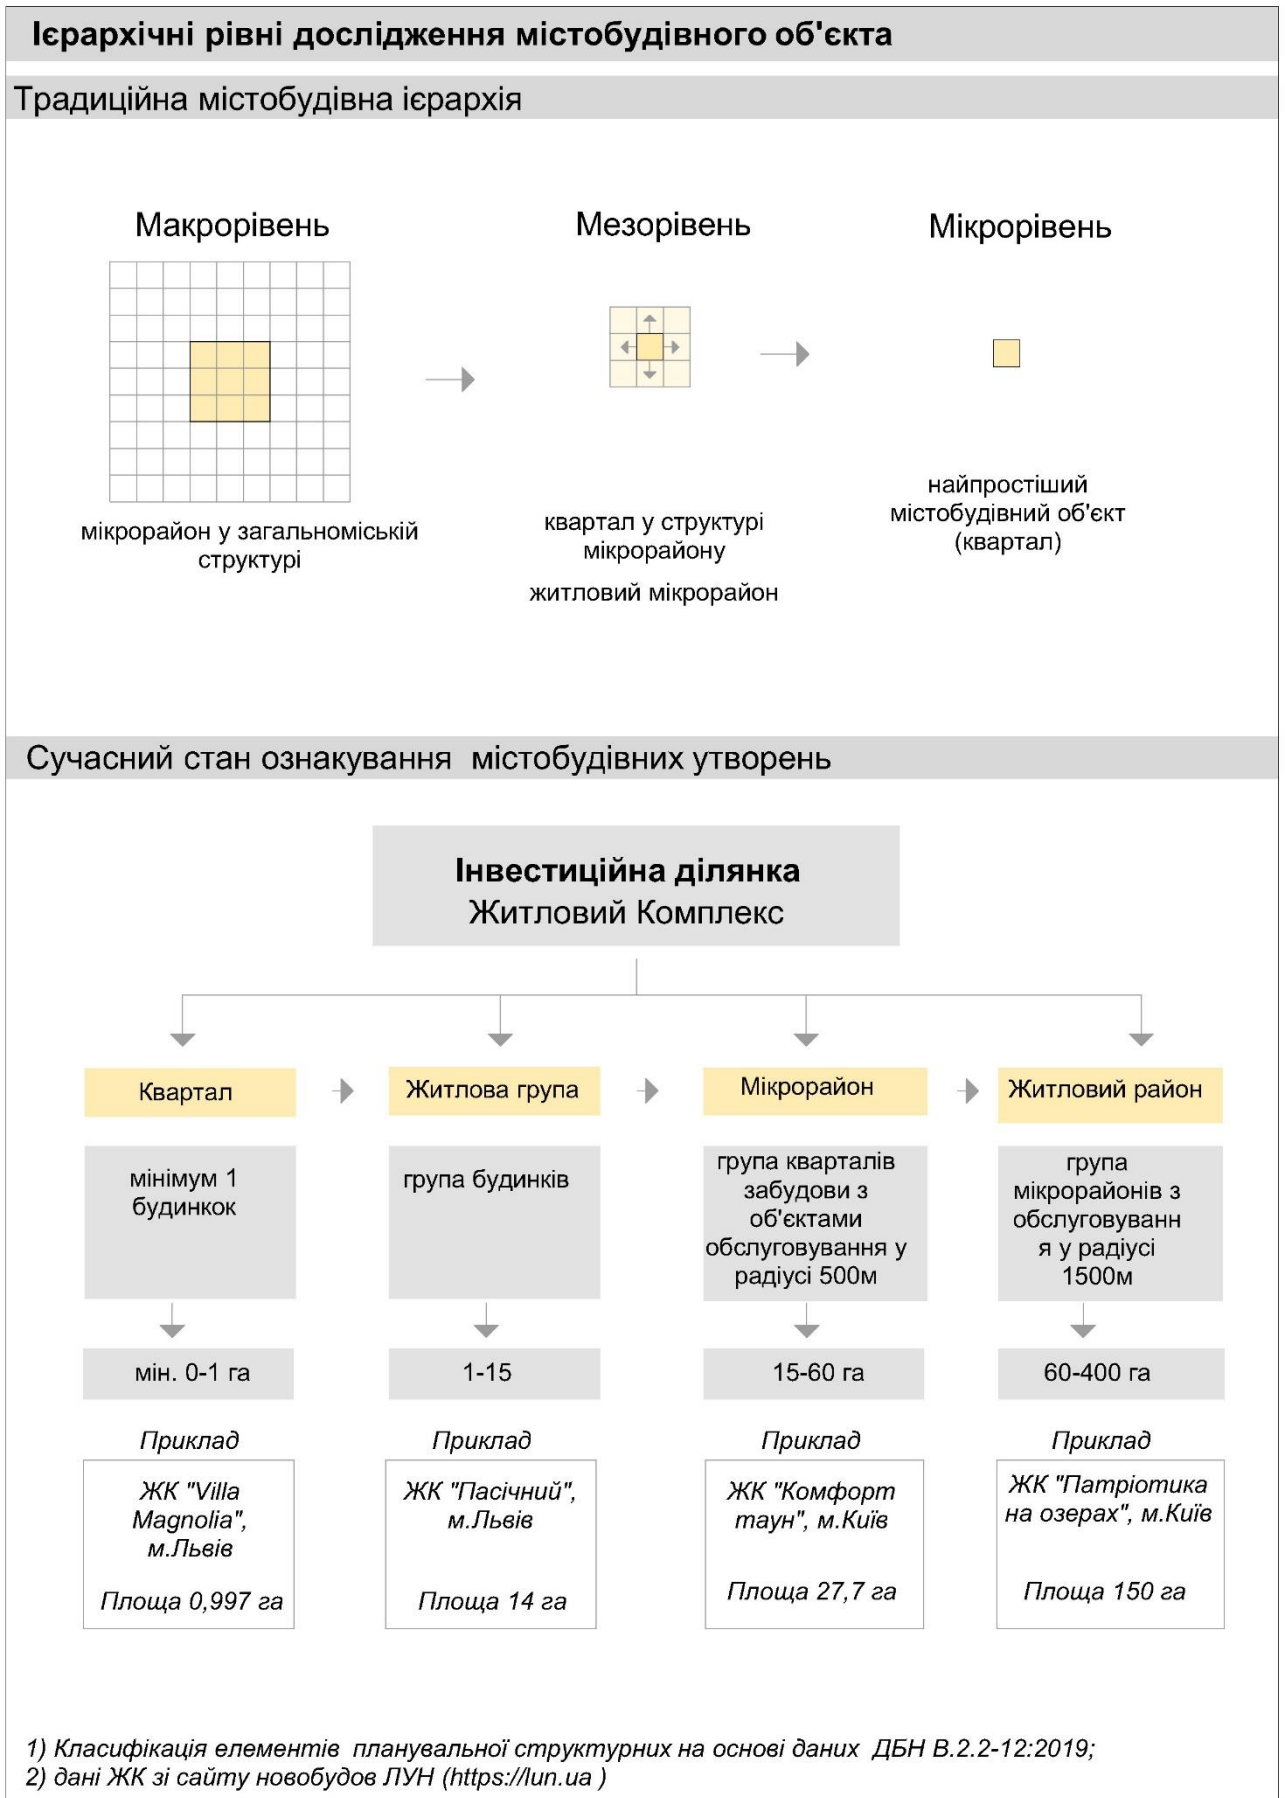 Ієрархічні рівні дослідження містобудівного об'єкта
Традиційна містобудівна ієрархія
Макрорівень
Мезорівень
Мікрорівень
мікрорайон у загальноміській
структурі
квартал у структурі
мікрорайону
житловий мікрорайон
найпростіший
містобудівний об'єкт
(квартал)
Сучасний стан ознакування містобудівних утворень
Інвестиційна ділянка
Житловий Комплекс
Квартал
Житлова група
Мікрорайон
Житловий район
мінімум 1
будинкок
група будинків
група кварталів
забудови з
об'єктами
обслуговування у
радіусі 500м
група
мікрорайонів з
обслуговуванн
я у радіусі
1500м
мін. 0-1 га
1-15
15-60 га
60-400 га
Приклад
Приклад
Приклад
Приклад
ЖК "Villa
Magnolia",
м.Львів
Площа 0,997 га
ЖК "Пасічний",
м.Львів
Площа 14 га
ЖК "Комфорт
таун", м.Київ
Площа 27,7 га
ЖК "Патріотика
на озерах", м.Київ
Площа 150 га
1) Класифікація елементів планувальної структурних на основі даних ДБН В.2.2-12:2019;
2) дані ЖК зі сайту новобудов ЛУН (https://lun.ua )